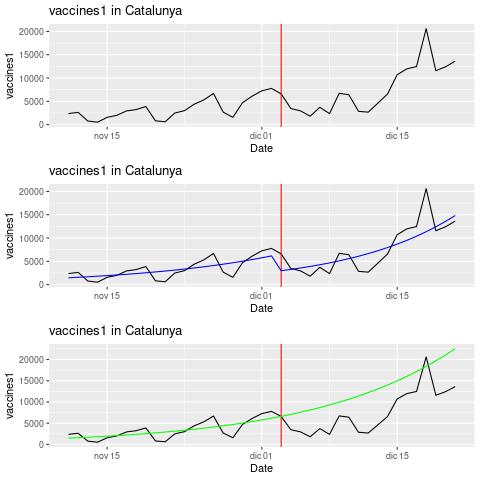 vaccines1 in Catalunya
20000
15000
10000
5000
0
vaccines1
nov 15
dic 01
dic 15
Date
vaccines1 in Catalunya
20000
15000
10000
5000
0
vaccines1
nov 15
dic 01
dic 15
Date
vaccines1 in Catalunya
20000
15000
10000
5000
0
vaccines1
nov 15
dic 01
dic 15
Date